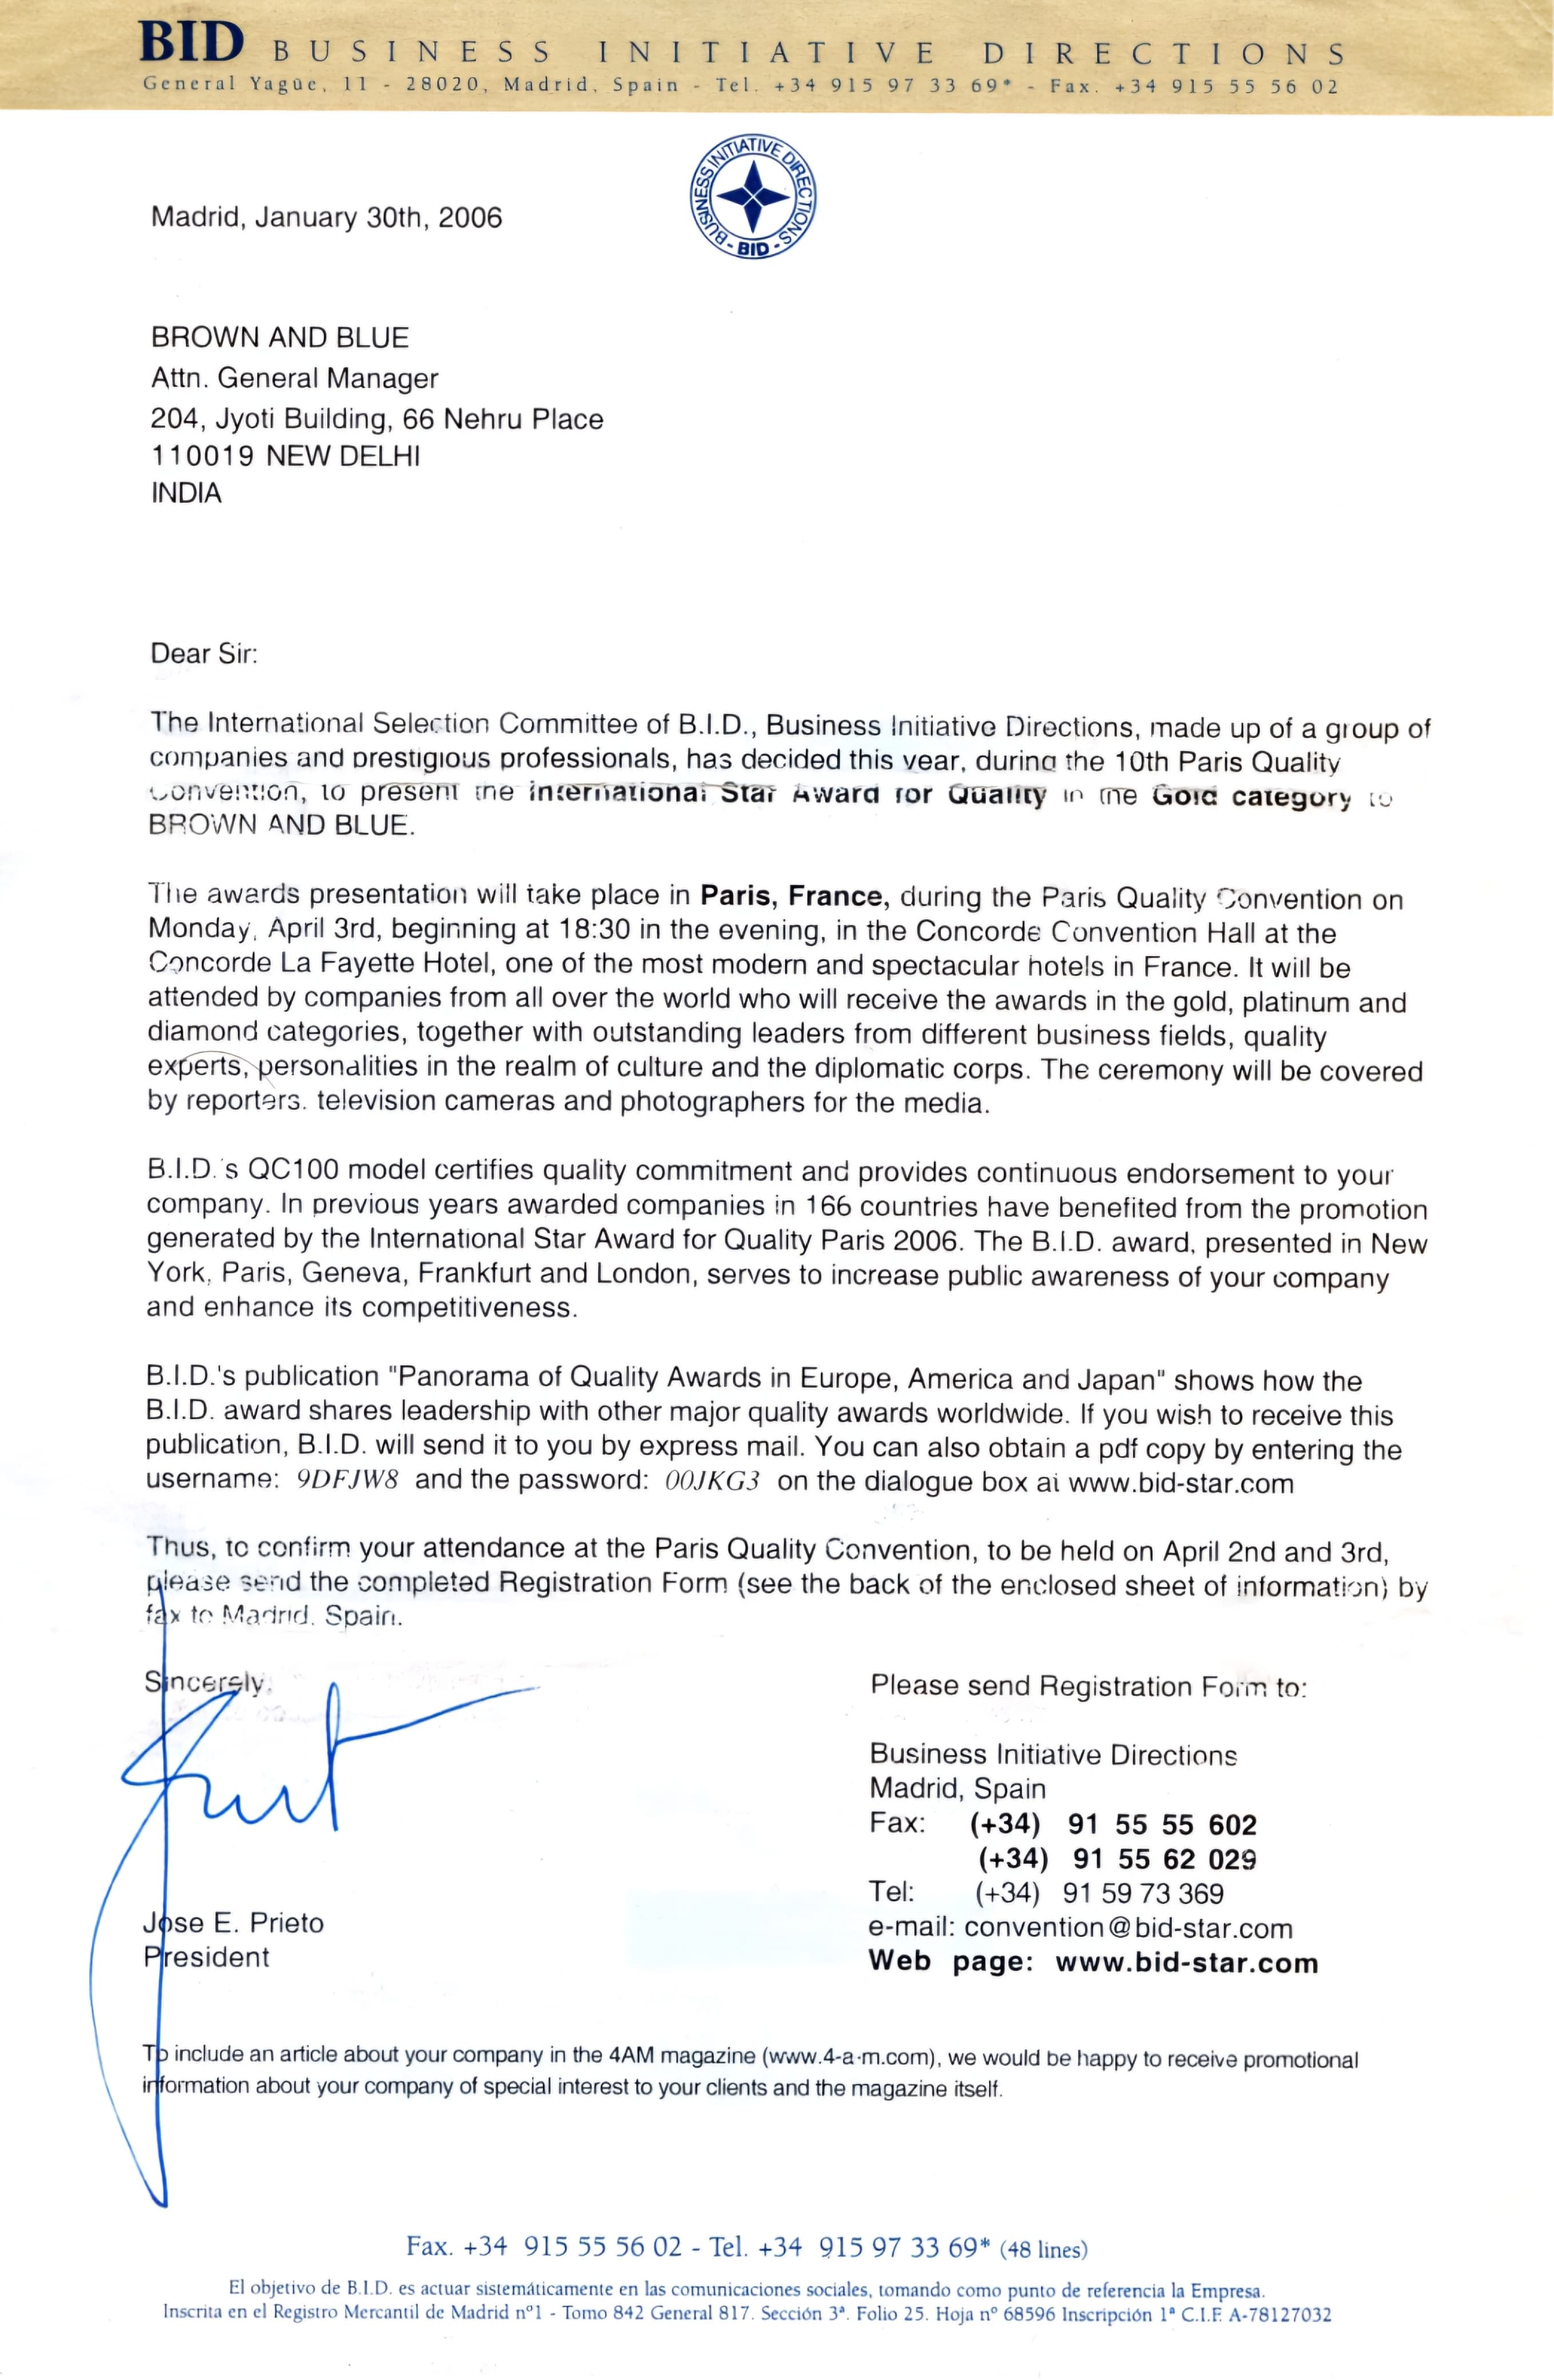 BID BUSINESS INITIATIVE DIRECTIONS
General Yagüe, 11 - 28020, Madrid, Spain - Tel. +34 915 97 33 69* - Fax. +34 915 55 56 02
BUSINESS INITIATIVE DIRECTIONS - BID -
Madrid, January 30th, 2006
BROWN AND BLUE
Attn. General Manager
204, Jyoti Building, 66 Nehru Place
110019 NEW DELHI
INDIA
Dear Sir:
The International Selection Committee of B.I.D., Business Initiative Directions, made up of a group of
companies and prestigious professionals, has decided this year, during the 10th Paris Quality
Convention, to present the International Star Award for Quality in the Gold category to
BROWN AND BLUE.
The awards presentation will take place in Paris, France, during the Paris Quality Convention on
Monday, April 3rd, beginning at 18:30 in the evening, in the Concorde Convention Hall at the
Concorde La Fayette Hotel, one of the most modern and spectacular hotels in France. It will be
attended by companies from all over the world who will receive the awards in the gold, platinum and
diamond categories, together with outstanding leaders from different business fields, quality
experts, personalities in the realm of culture and the diplomatic corps. The ceremony will be covered
by reporters, television cameras and photographers for the media.
B.I.D.'s QC100 model certifies quality commitment and provides continuous endorsement to your
company. In previous years awarded companies in 166 countries have benefited from the promotion
generated by the International Star Award for Quality Paris 2006. The B.I.D. award, presented in New
York, Paris, Geneva, Frankfurt and London, serves to increase public awareness of your company
and enhance its competitiveness.
B.I.D.'s publication "Panorama of Quality Awards in Europe, America and Japan" shows how the
B.I.D. award shares leadership with other major quality awards worldwide. If you wish to receive this
publication, B.I.D. will send it to you by express mail. You can also obtain a pdf copy by entering the
username: 9DFJW8 and the password: 00JKG3 on the dialogue box at www.bid-star.com
Thus, to confirm your attendance at the Paris Quality Convention, to be held on April 2nd and 3rd,
please send the completed Registration Form (see the back of the enclosed sheet of information) by
fax to Madrid, Spain.
Sincerely,
Jose E. Prieto
President
Please send Registration Form to:
Business Initiative Directions
Madrid, Spain
Fax: (+34) 91 55 55 602
(+34) 91 55 62 029
Tel: (+34) 91 59 73 369
e-mail: convention@bid-star.com
Web page: www.bid-star.com
To include an article about your company in the 4AM magazine (www.4-a-m.com), we would be happy to receive promotional
information about your company of special interest to your clients and the magazine itself.
Fax. +34 915 55 56 02 - Tel. +34 915 97 33 69* (48 lines)
El objetivo de B.I.D. es actuar sistemáticamente en las comunicaciones sociales, tomando como punto de referencia la Empresa.
Inscrita en el Registro Mercantil de Madrid nº1 - Tomo 842 General 817. Sección 3ª. Folio 25. Hoja nº 68596 Inscripción 1ª C.I.F. A-78127032